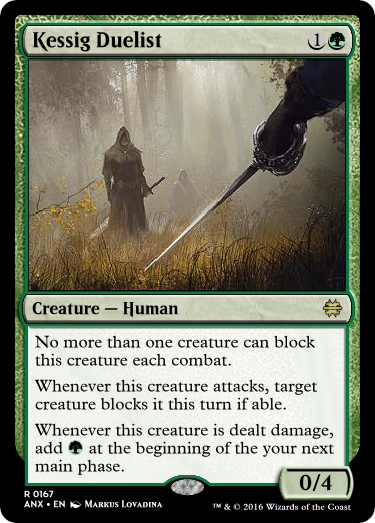 Kessig Duelist 1
Creature — Human
No more than one creature can block
this creature each combat.
Whenever this creature attacks, target
creature blocks it this turn if able.
Whenever this creature is dealt damage,
add at the beginning of the your next
main phase.
0/4
R 0167
ANX • EN Markus Lovadina
™ & © 2016 Wizards of the Coast